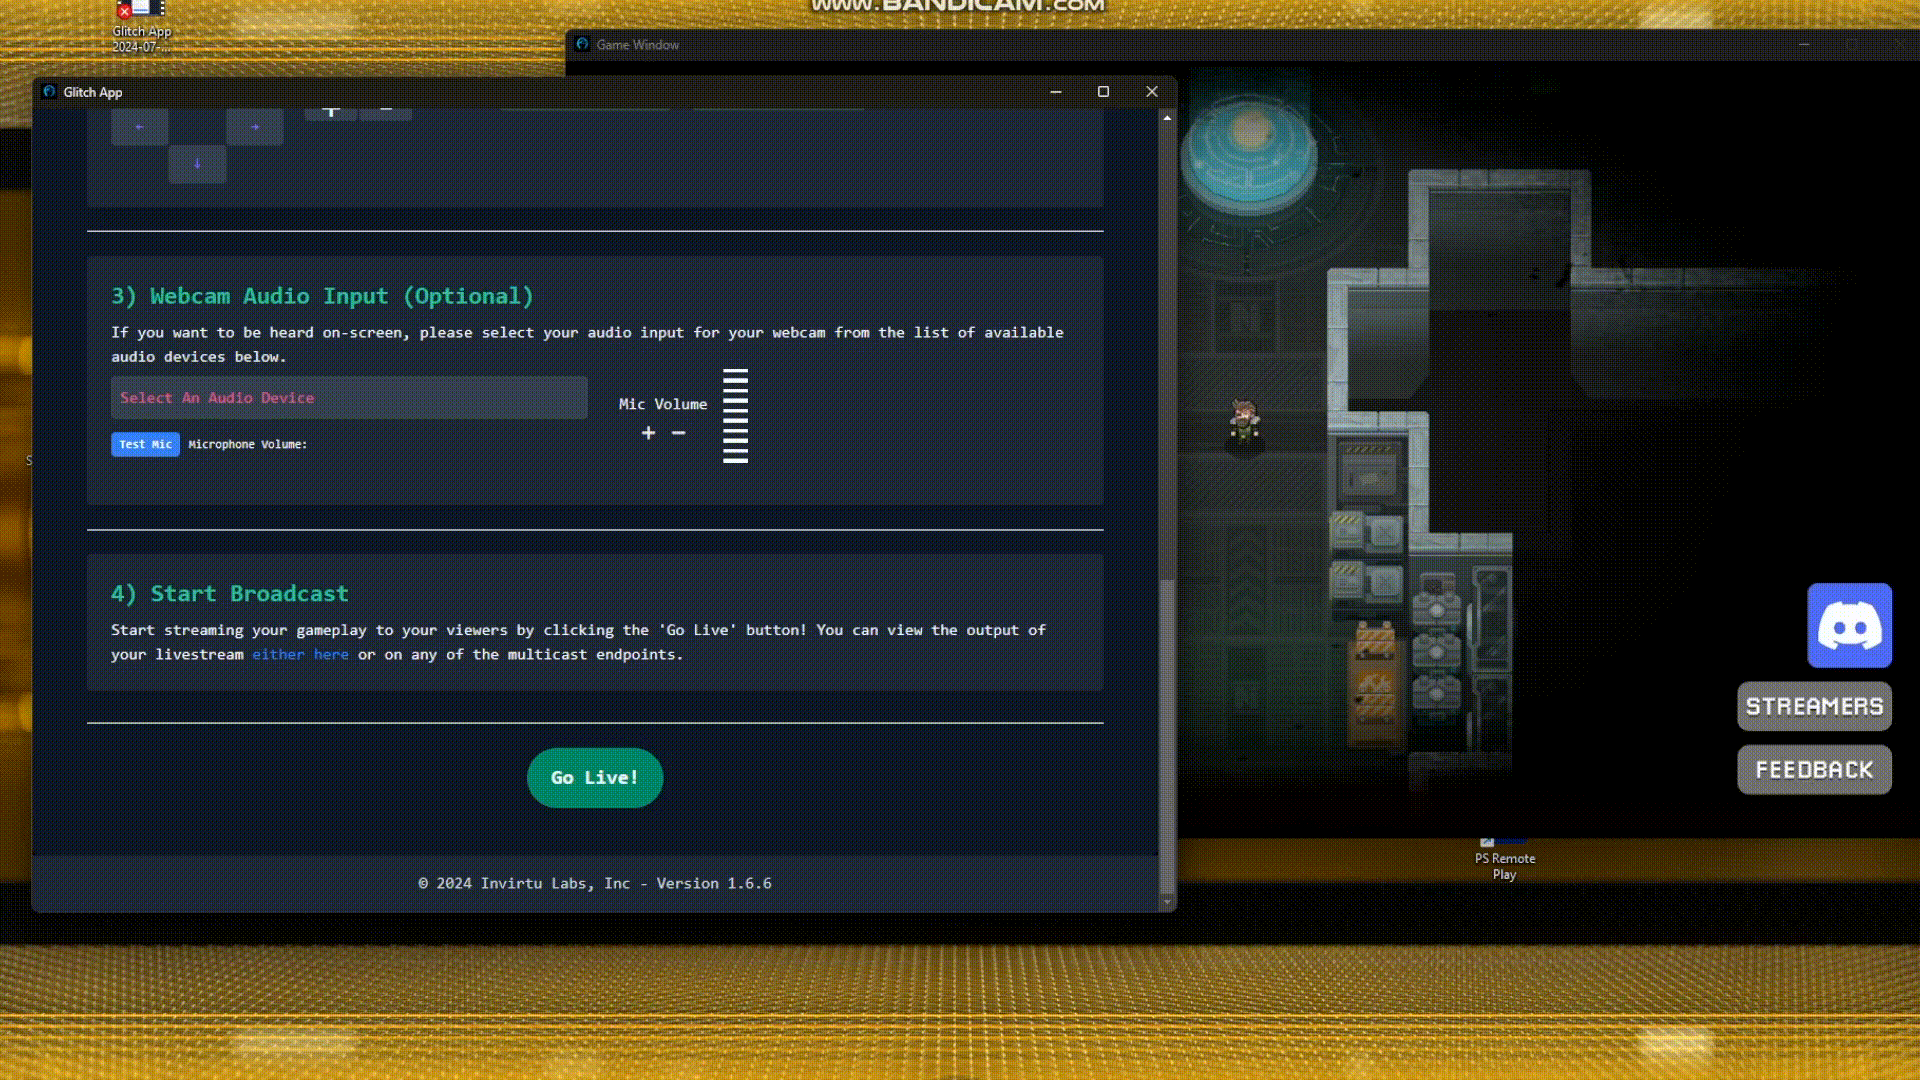 www.BANDICAM.com
Glitch App
2024-07-...
Game Window
Glitch App
3) Webcam Audio Input (Optional)
If you want to be heard on-screen, please select your audio input for your webcam from the list of available
audio devices below.
Select An Audio Device
Mic Volume
+ -
Test Mic Microphone Volume:
4) Start Broadcast
Start streaming your gameplay to your viewers by clicking the 'Go Live' button! You can view the output of
your livestream either here or on any of the multicast endpoints.
Go Live!
© 2024 Invirtu Labs, Inc - Version 1.6.6
N
N
STREAMERS
FEEDBACK
PS Remote
Play